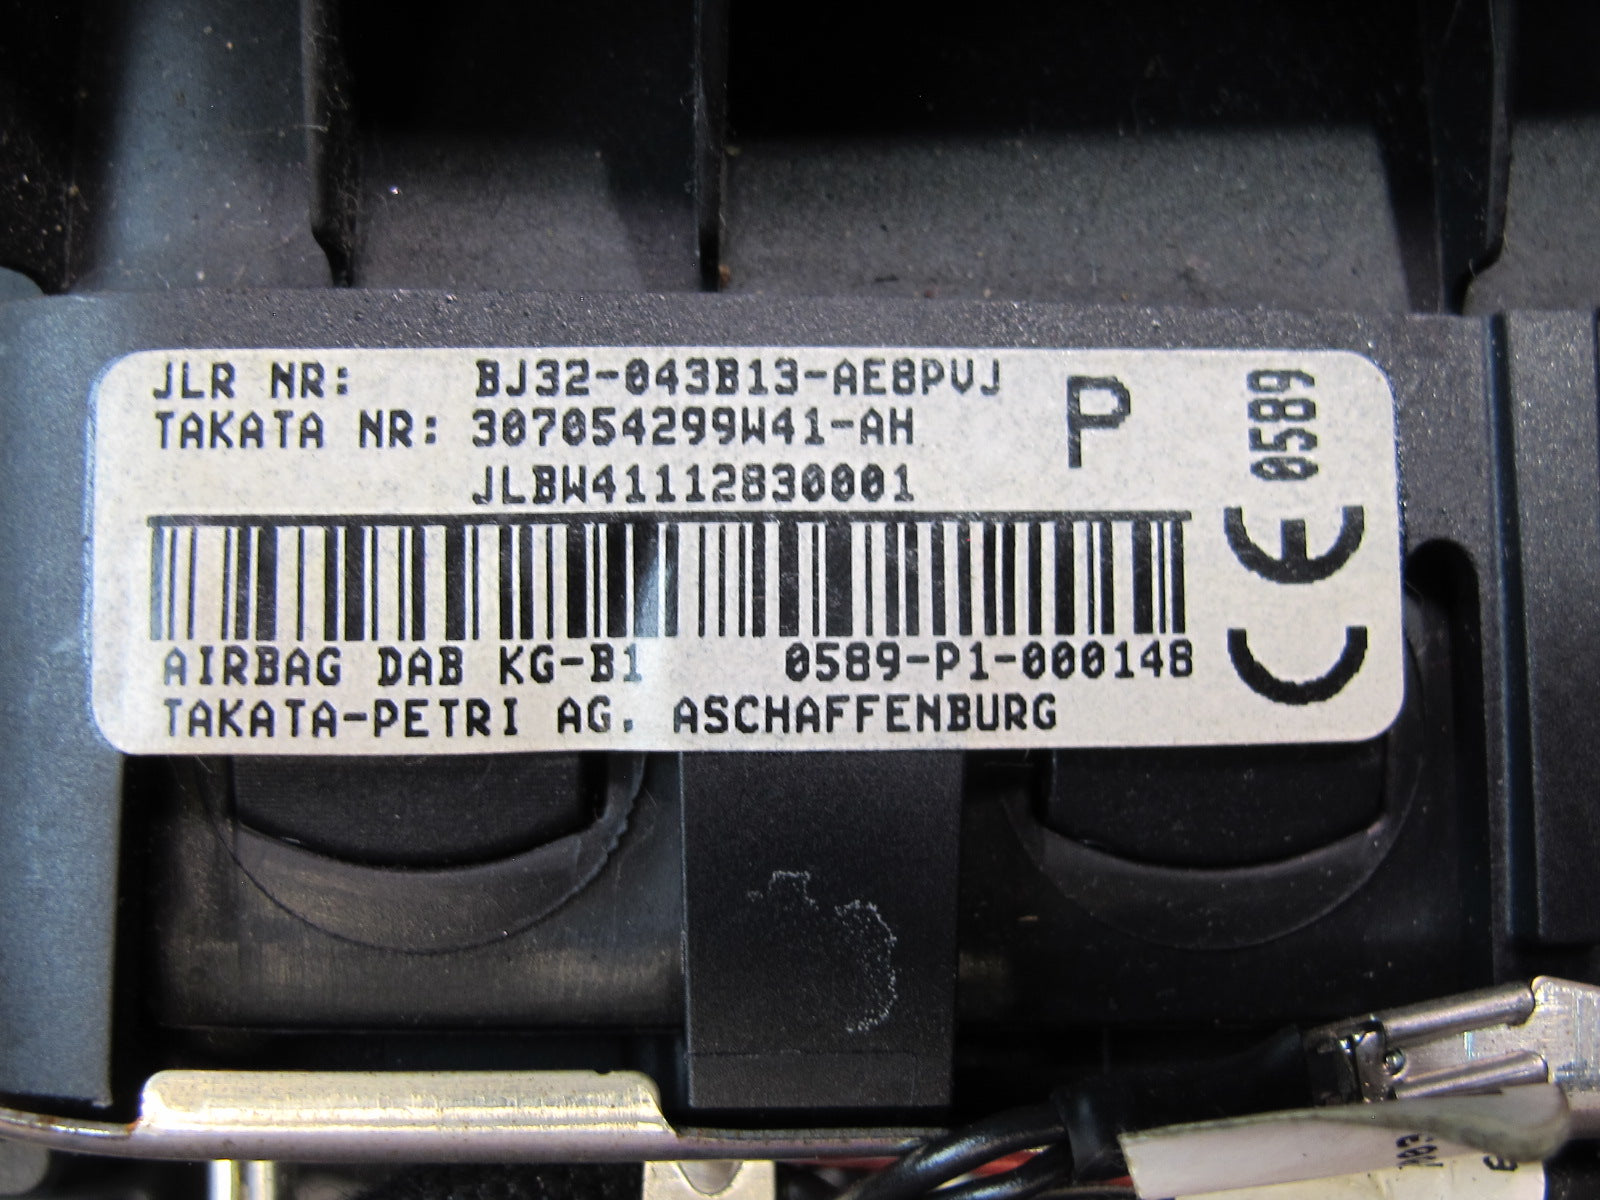 JLR NR: BJ32-043B13-AE8PVJ
TAKATA NR: 307054299W41-AH
JLBW41112830001
P
CE 0589
AIRBAG DAB KG-B1 0589-P1-000148
TAKATA-PETRI AG. ASCHAFFENBURG